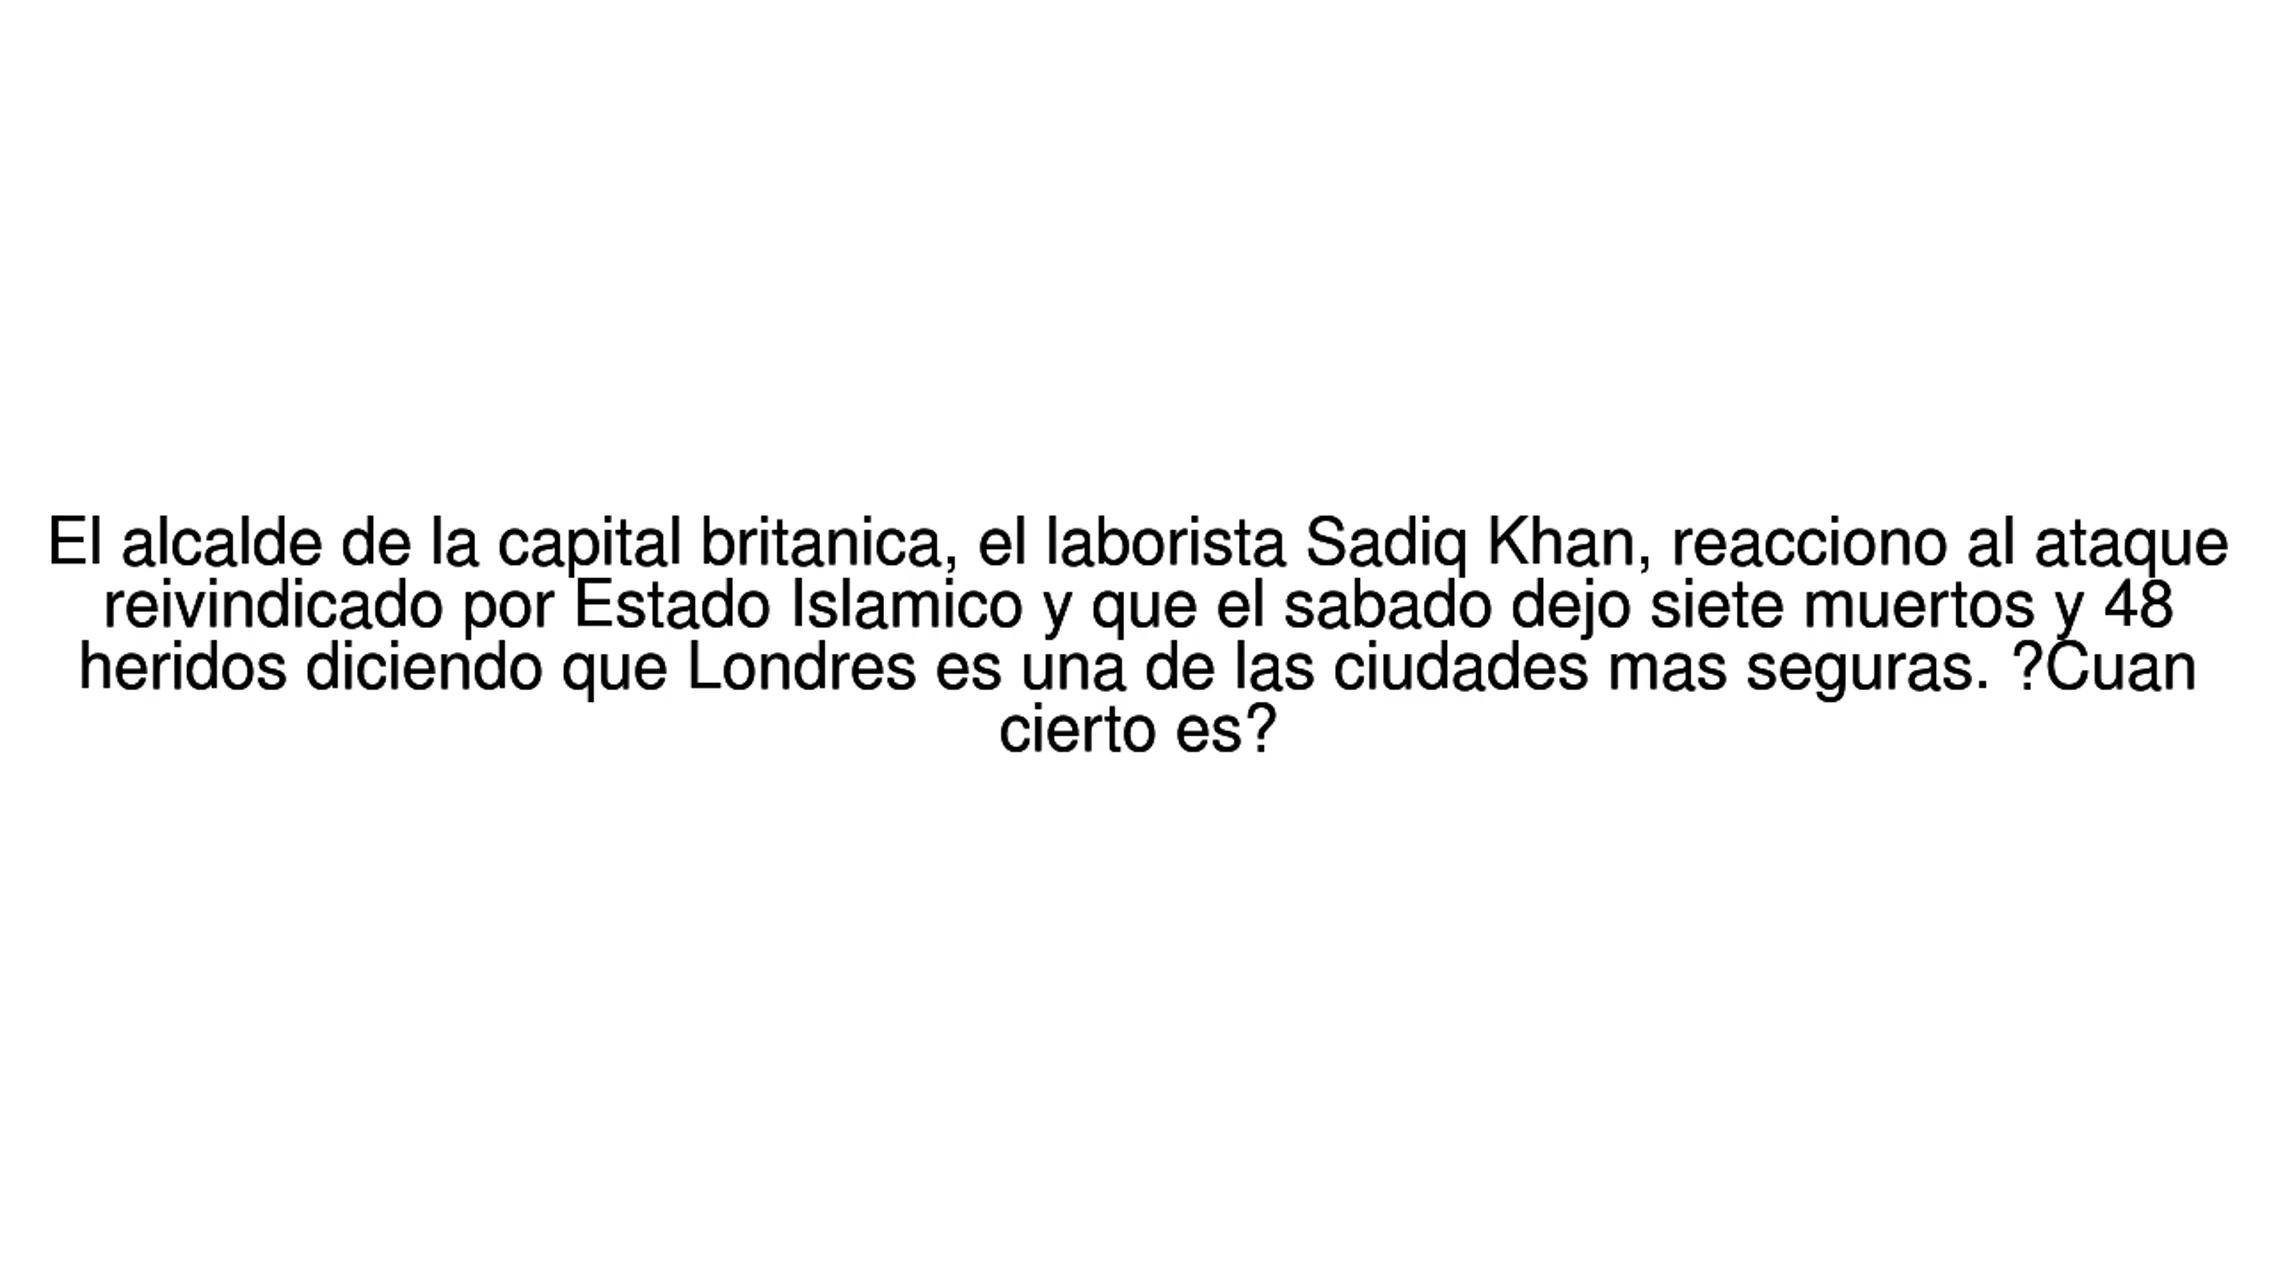 El alcalde de la capital britanica, el laborista Sadiq Khan, reacciono al ataque
reivindicado por Estado Islamico y que el sabado dejo siete muertos y 48
heridos diciendo que Londres es una de las ciudades mas seguras. ?Cuan
cierto es?